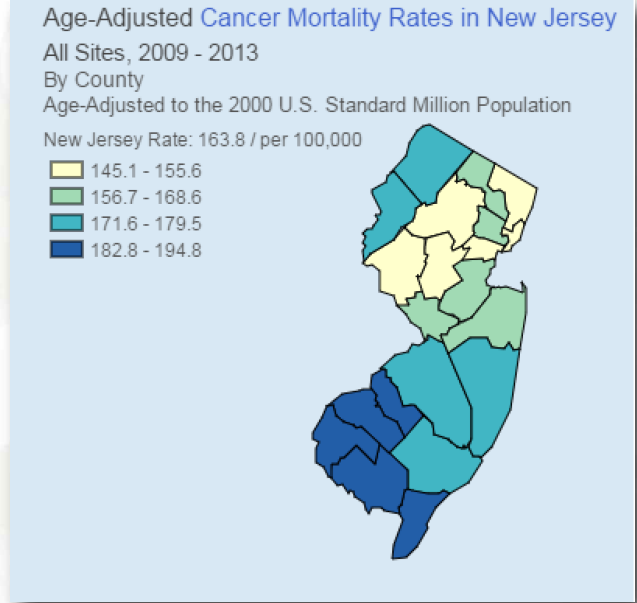 Age-Adjusted Cancer Mortality Rates in New Jersey
All Sites, 2009 - 2013
By County
Age-Adjusted to the 2000 U.S. Standard Million Population
New Jersey Rate: 163.8 / per 100,000
145.1 - 155.6
156.7 - 168.6
171.6 - 179.5
182.8 - 194.8